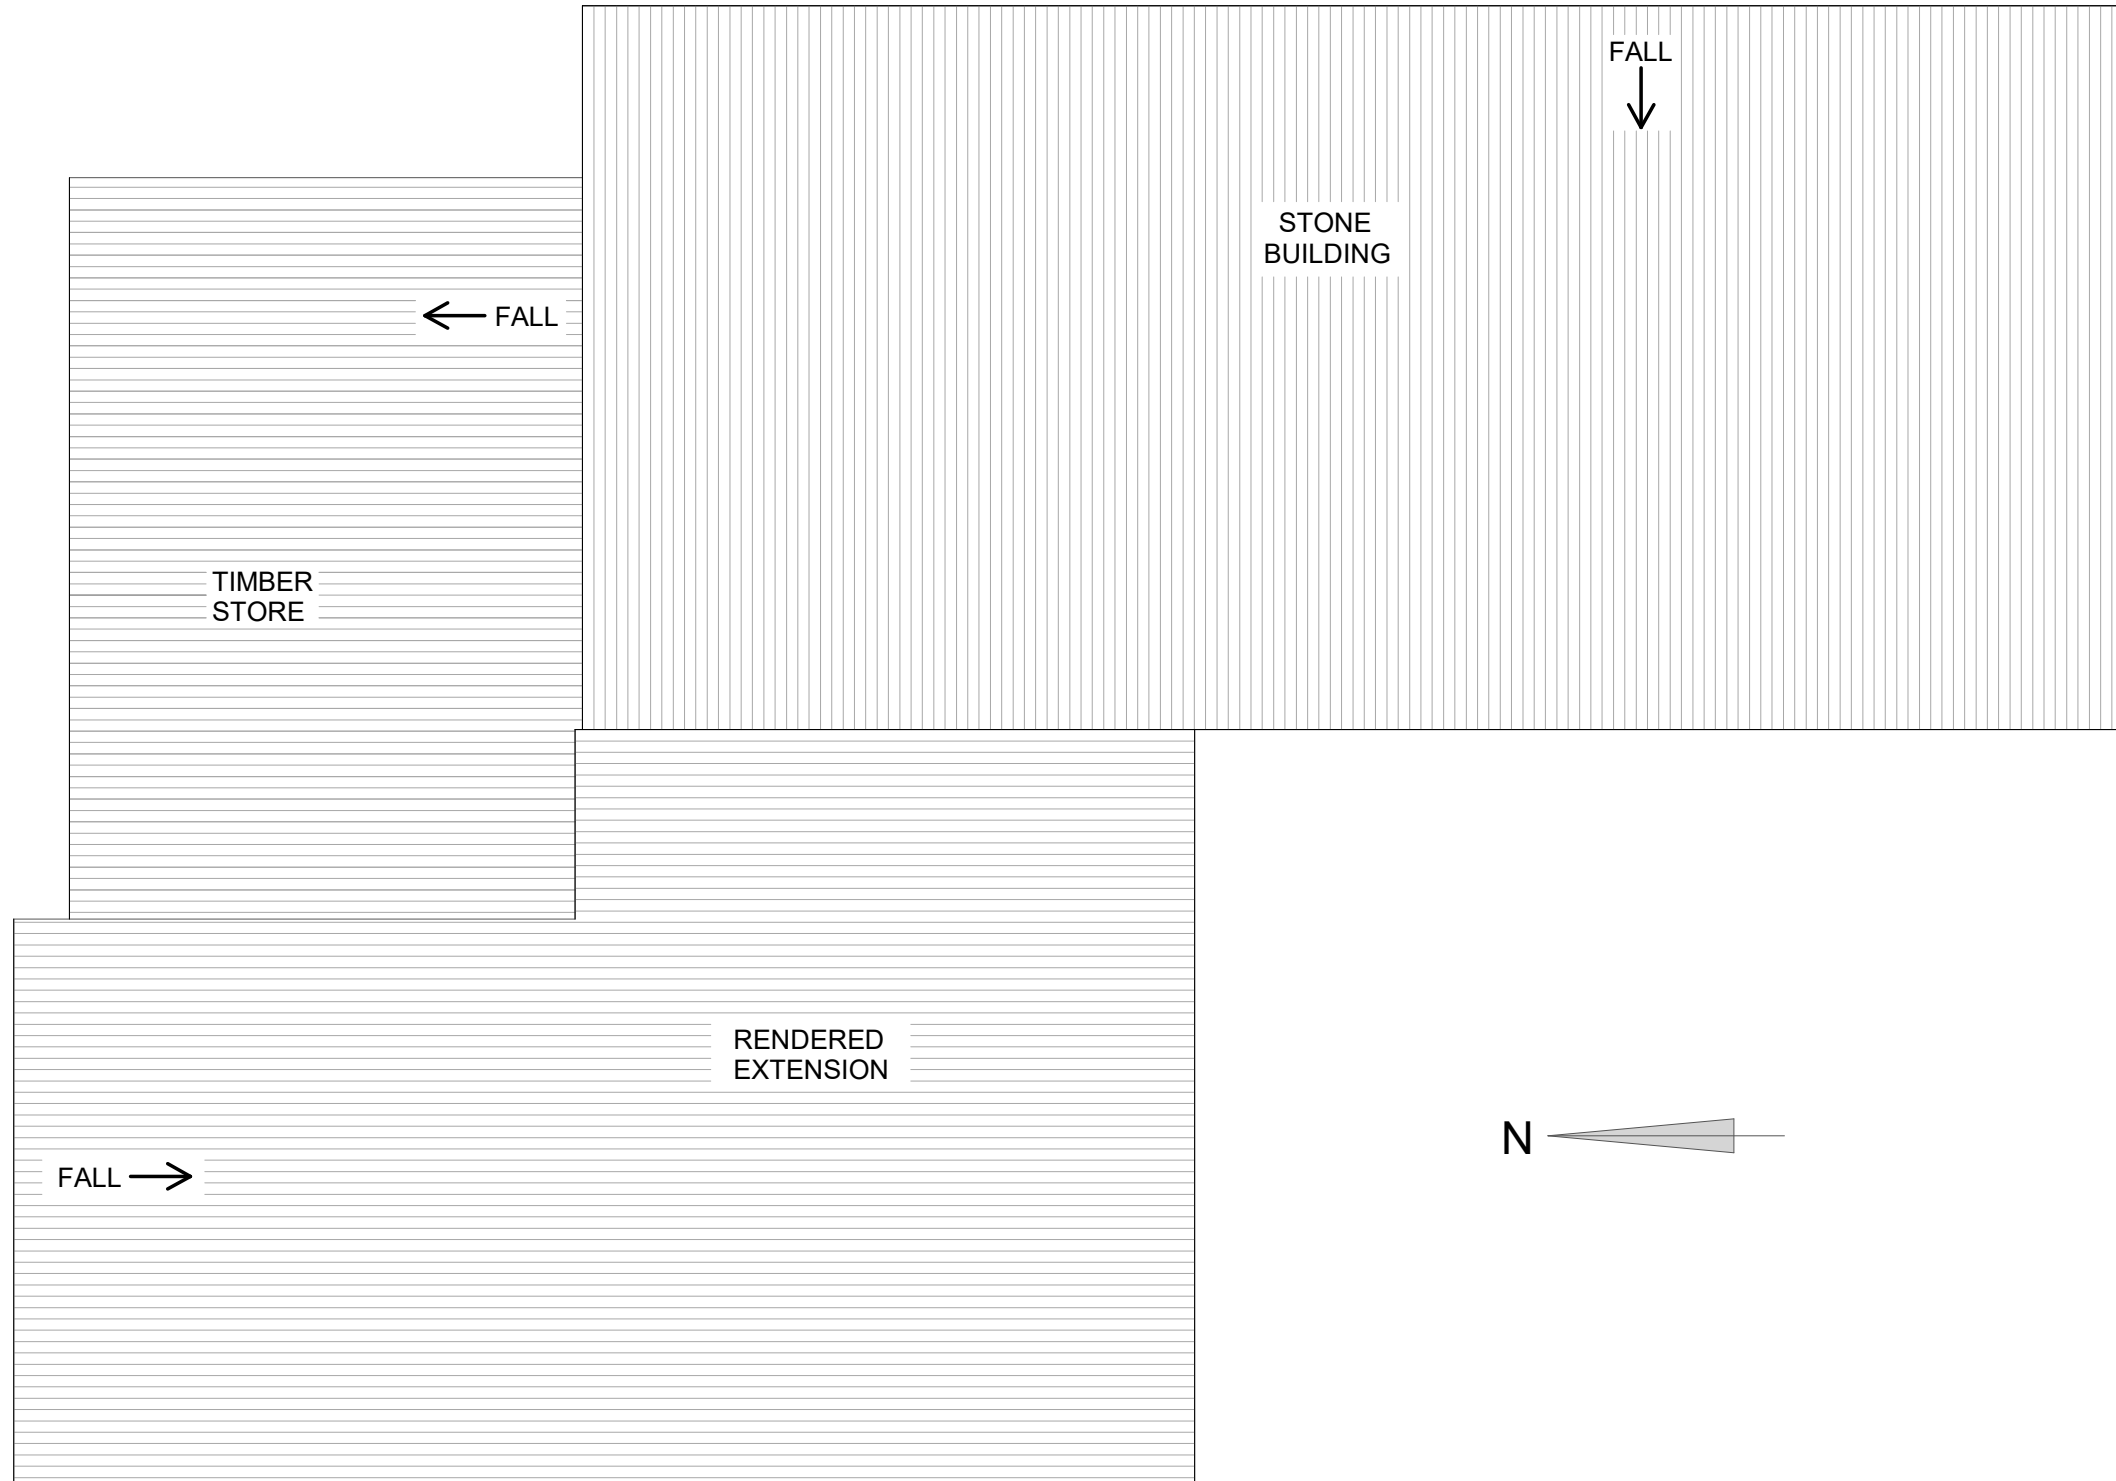 FALL
STONE
BUILDING
FALL
TIMBER
STORE
RENDERED
EXTENSION
N
FALL